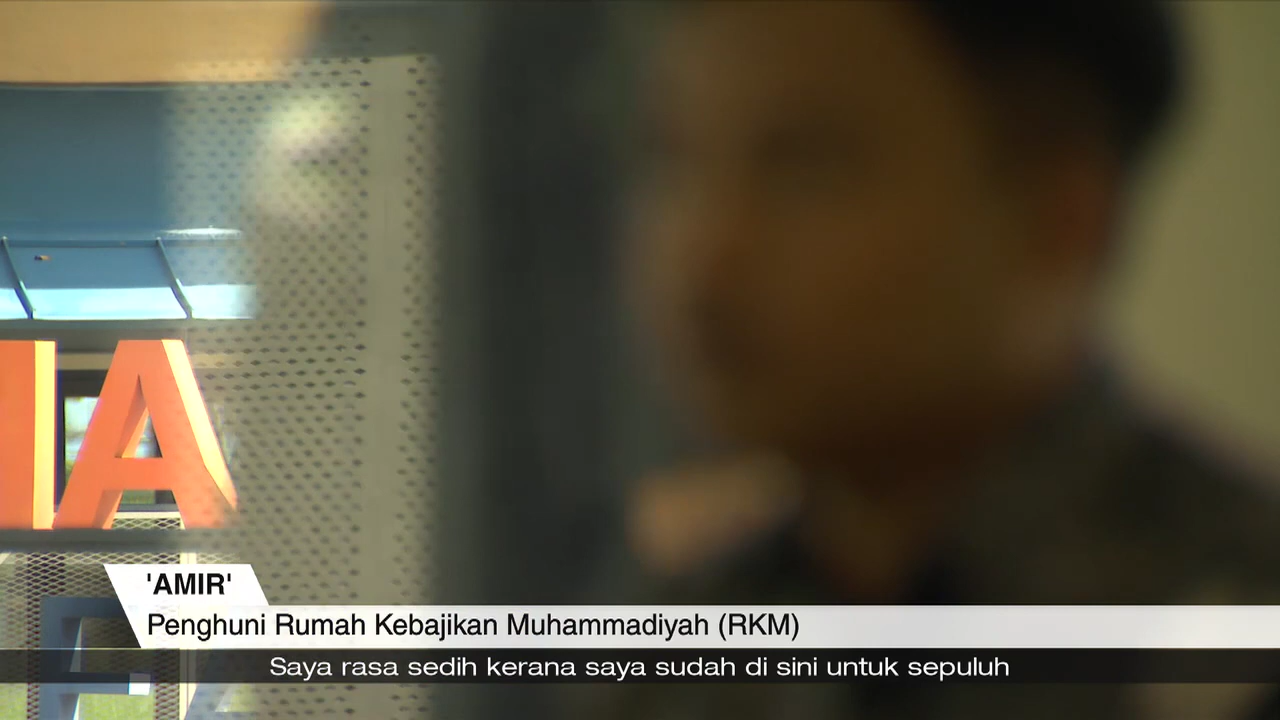 IA
'AMIR'
Penghuni Rumah Kebajikan Muhammadiyah (RKM)
Saya rasa sedih kerana saya sudah di sini untuk sepuluh